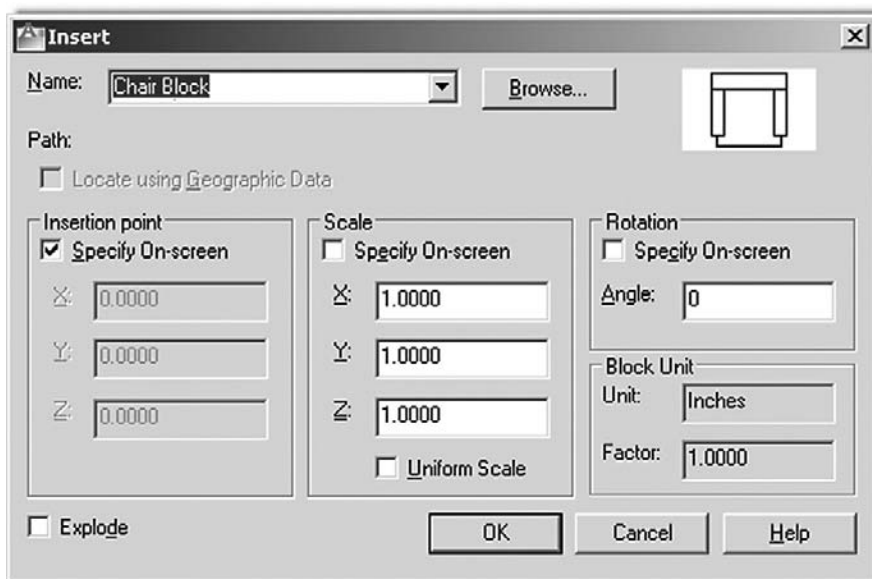 Insert
Name: Chair Block Browse...
Path:
Locate using Geographic Data
Insertion point
Specify On-screen
X: 0.0000
Y: 0.0000
Z: 0.0000
Scale
Specify On-screen
X: 1.0000
Y: 1.0000
Z: 1.0000
Uniform Scale
Rotation
Specify On-screen
Angle: 0
Block Unit
Unit: Inches
Factor: 1.0000
Explode OK Cancel Help